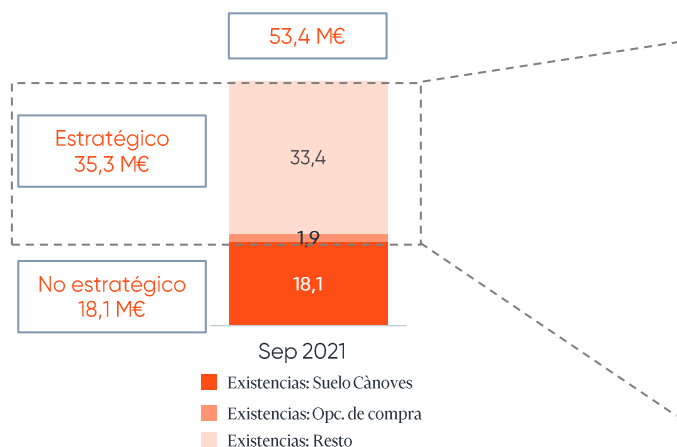 53,4 M€
Estratégico
35,3 M€
33,4
1,9
No estratégico
18,1 M€
18,1
Sep 2021
Existencias: Suelo Cànoves
Existencias: Opc. de compra
Existencias: Resto